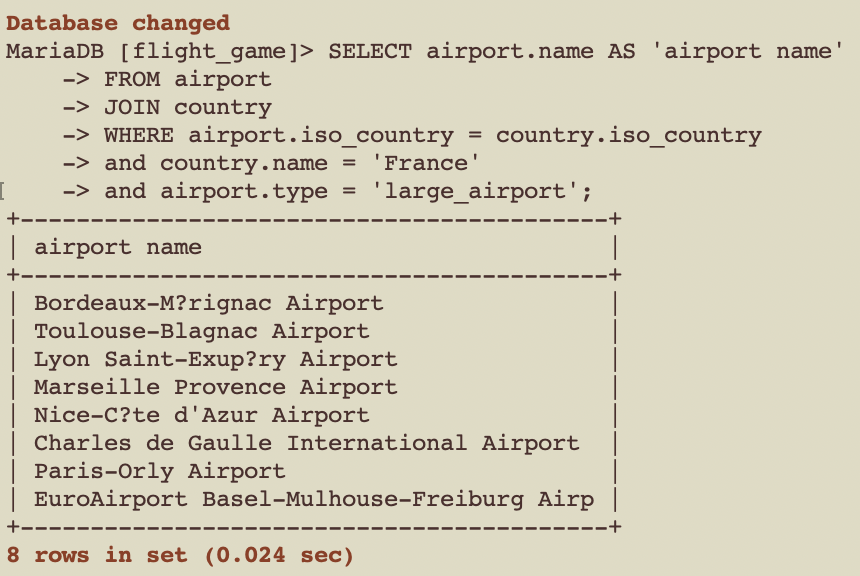 Database changed
MariaDB [flight_game]> SELECT airport.name AS 'airport name'
    -> FROM airport
    -> JOIN country
    -> WHERE airport.iso_country = country.iso_country
    -> and country.name = 'France'
    -> and airport.type = 'large_airport';
+------------------------------------------+
| airport name                             |
+------------------------------------------+
| Bordeaux-M?rignac Airport                |
| Toulouse-Blagnac Airport                 |
| Lyon Saint-Exup?ry Airport               |
| Marseille Provence Airport               |
| Nice-C?te d'Azur Airport                 |
| Charles de Gaulle International Airport  |
| Paris-Orly Airport                       |
| EuroAirport Basel-Mulhouse-Freiburg Airp |
+------------------------------------------+
8 rows in set (0.024 sec)